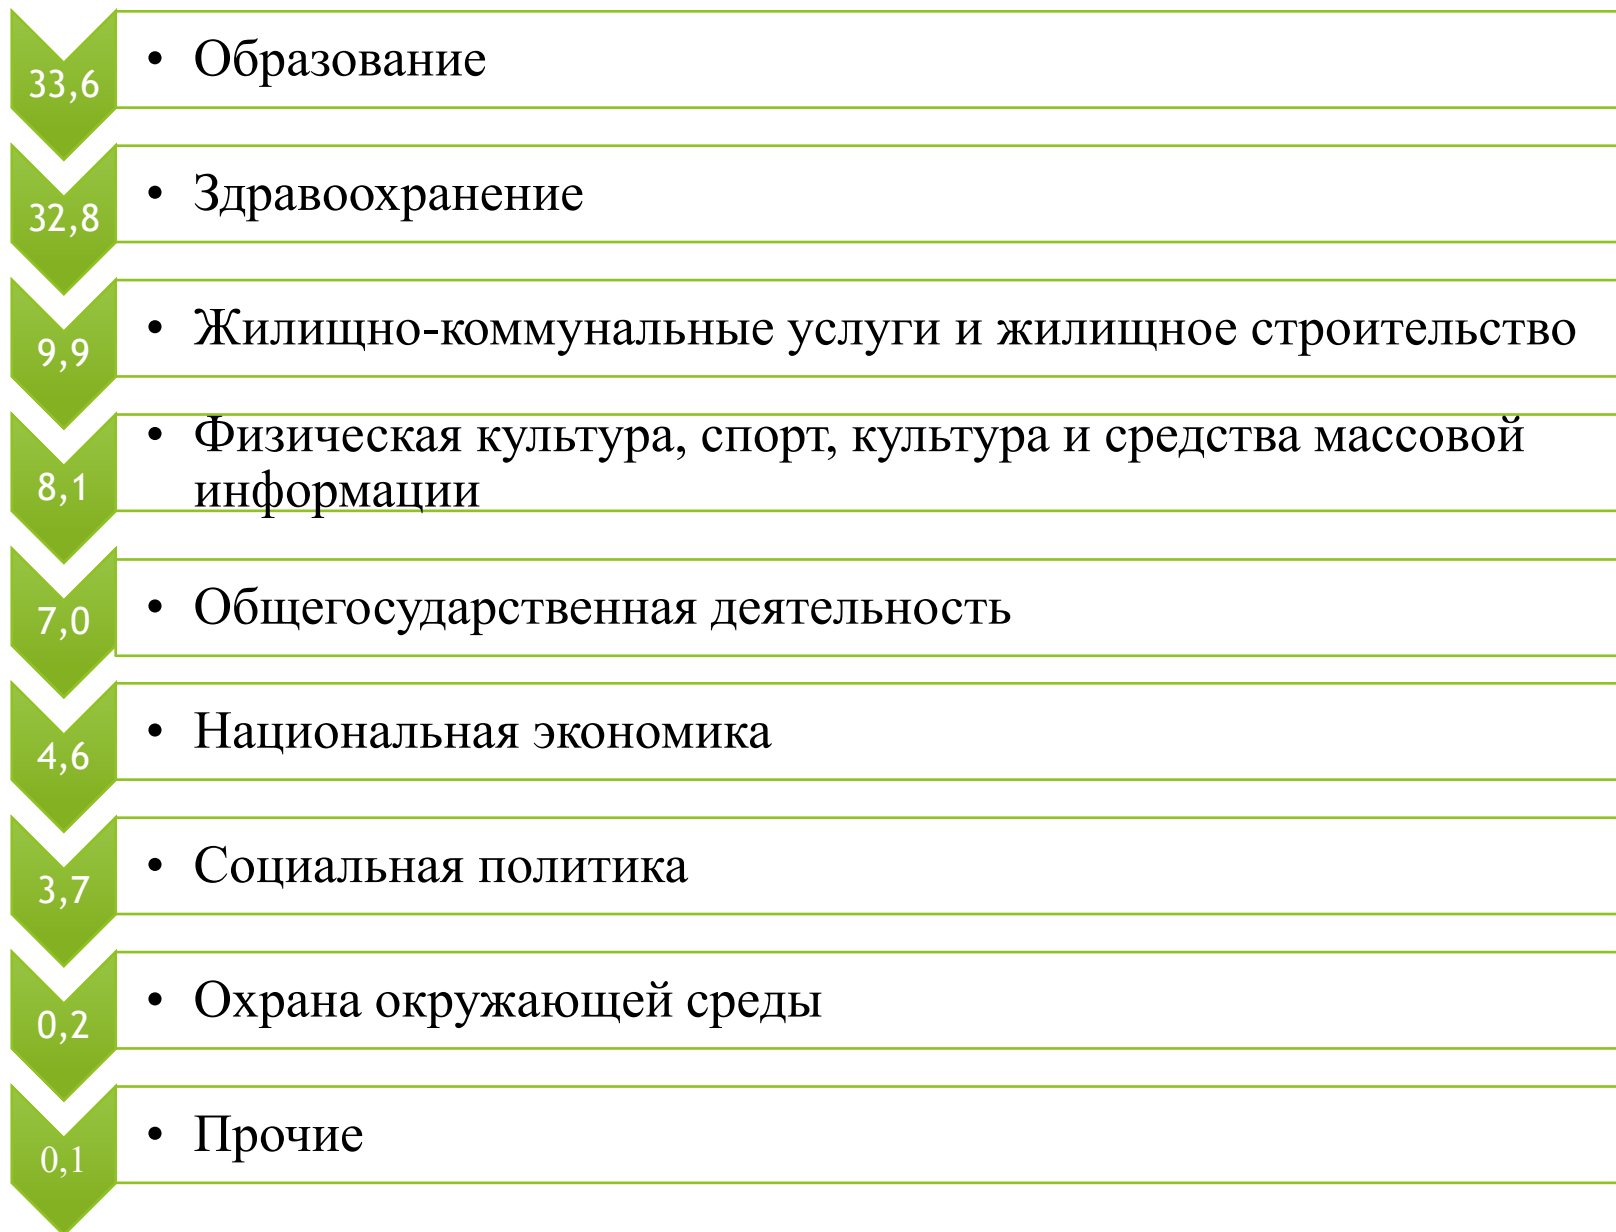 33,6
• Образование
32,8
• Здравоохранение
9,9
• Жилищно-коммунальные услуги и жилищное строительство
8,1
• Физическая культура, спорт, культура и средства массовой
информации
7,0
• Общегосударственная деятельность
4,6
• Национальная экономика
3,7
• Социальная политика
0,2
• Охрана окружающей среды
0,1
• Прочие